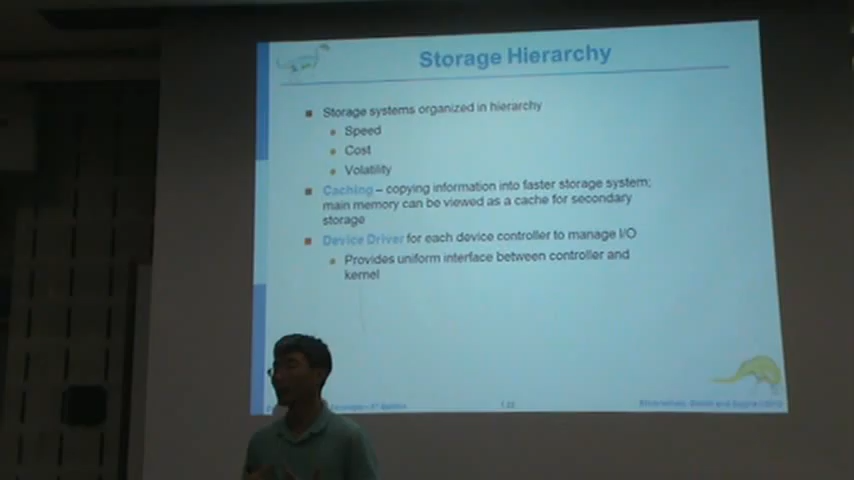 Storage Hierarchy
Storage systems organized in hierarchy
Speed
Cost
Volatility
Caching – copying information into faster storage system;
main memory can be viewed as a cache for secondary
storage
Device Driver for each device controller to manage I/O
Provides uniform interface between controller and
kernel